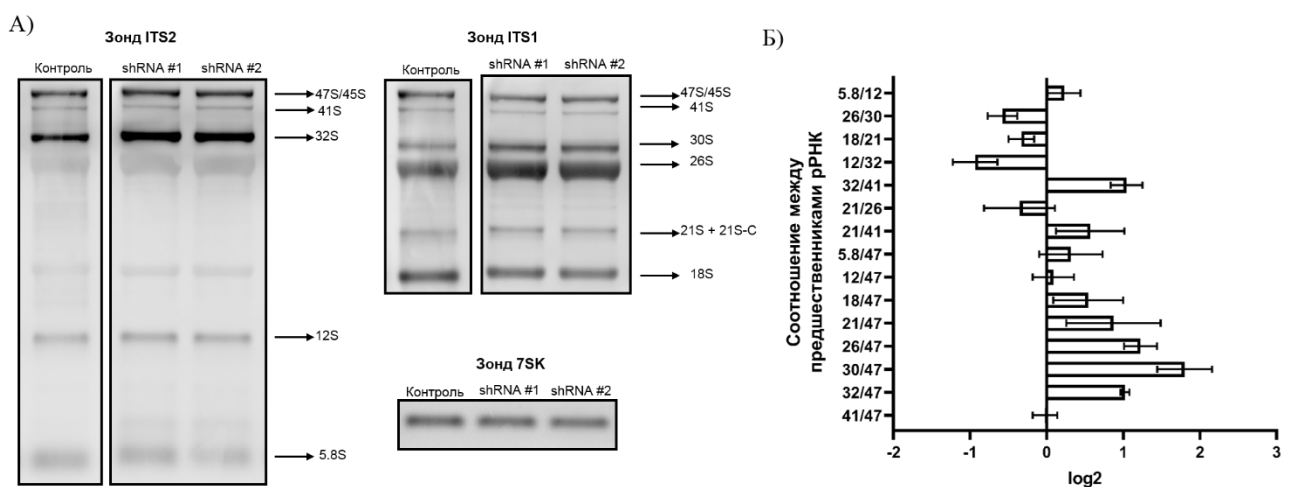 А)
Зонд ITS2
Контроль shRNA #1 shRNA #2
47S/45S
41S
32S
12S
5.8S
Зонд ITS1
Контроль shRNA #1 shRNA #2
47S/45S
41S
30S
26S
21S + 21S-C
18S
Зонд 7SK
Контроль shRNA #1 shRNA #2
Б)
Соотношение между
предшественниками рРНК
5.8/12
26/30
18/21
12/32
32/41
21/26
21/41
5.8/47
12/47
18/47
21/47
26/47
30/47
32/47
41/47
-2 -1 0 1 2 3
log2